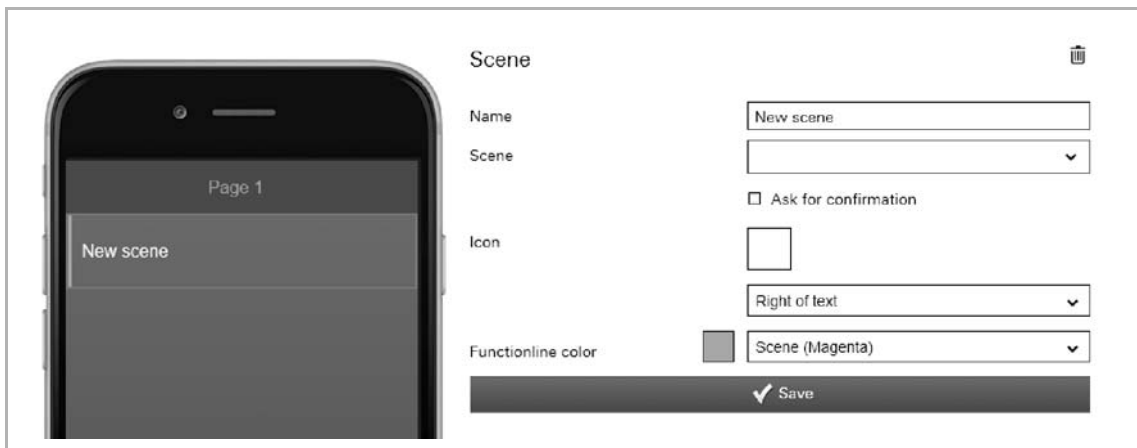 Page 1
New scene
Scene
Name
New scene
Scene
Ask for confirmation
Icon
Right of text
Functionline color
Scene (Magenta)
Save